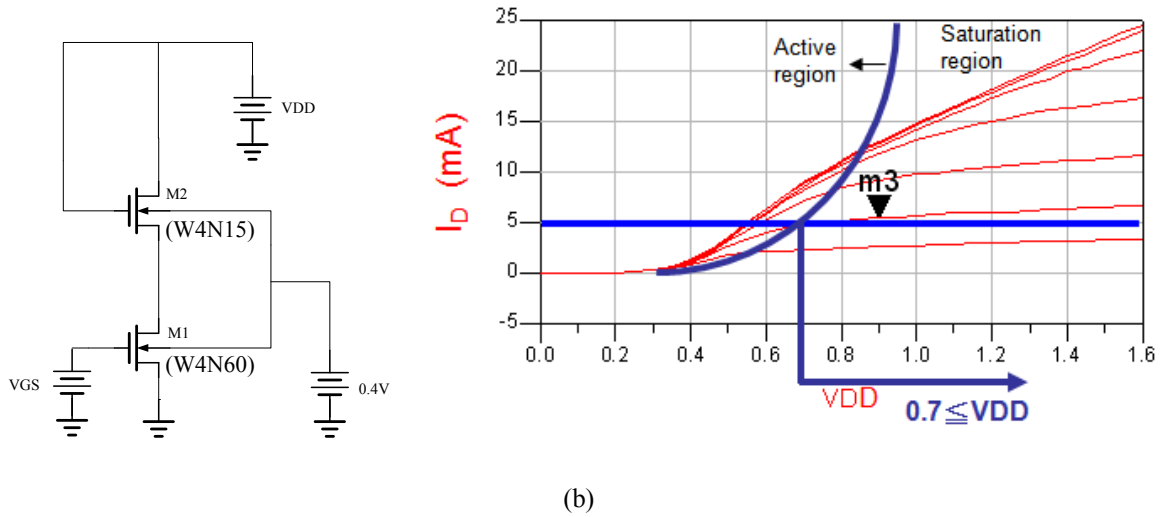 VDD
M2
(W4N15)
M1
(W4N60)
VGS
0.4V
I_D (mA)
25
20
15
10
5
0
-5
Active region
Saturation region
m3
0.0 0.2 0.4 0.6 0.8 1.0 1.2 1.4 1.6
VDD
0.7≦VDD
(b)